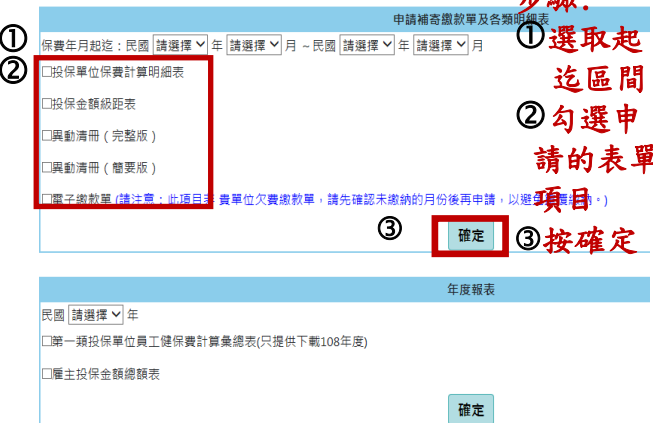 步驟：
申請補寄繳款單及各類明細表
① 保費年月起迄：民國 請選擇 年 請選擇 月 ~民國 請選擇 年 請選擇 月
①選取起
迄區間
② □投保單位保費計算明細表
□投保金額級距表
②勾選申
請的表單
項目
□異動清冊（完整版）
□異動清冊（簡要版）
□電子繳款單 (請注意：此項目 貴單位欠費繳款單，請先確認未繳納的月份後再申請，以避
③ 確定
③按確定
年度報表
民國 請選擇 年
□第一類投保單位員工健保費計算彙總表(只提供下載108年度)
□雇主投保金額總額表
確定